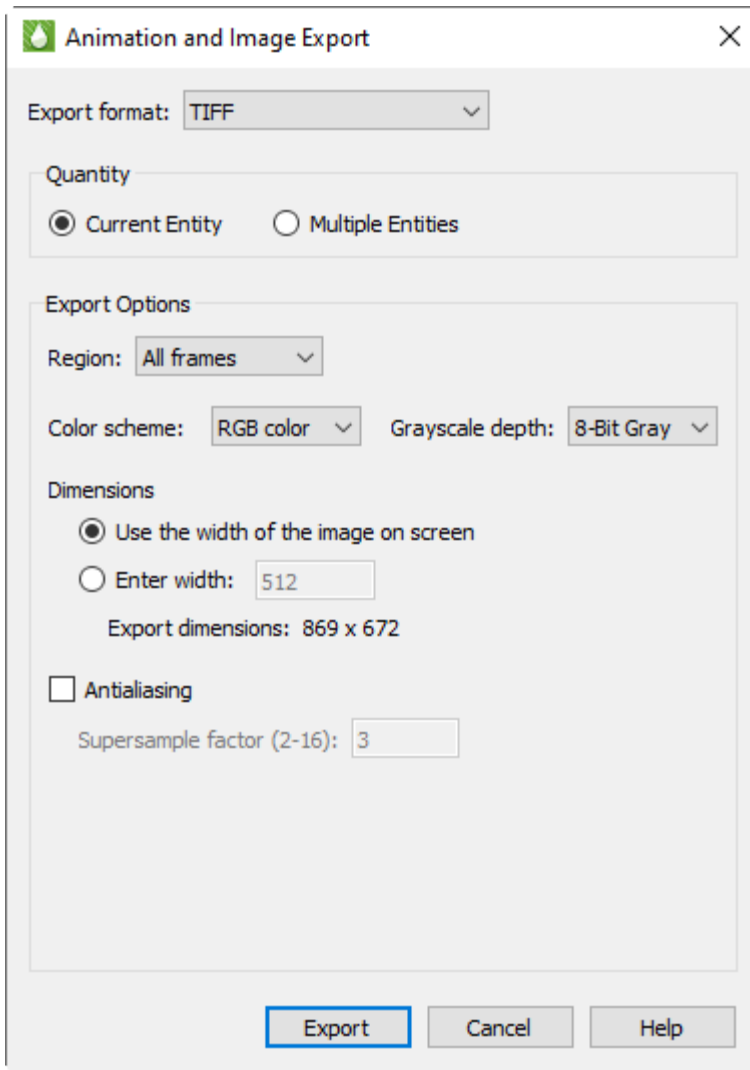 Animation and Image Export
Export format: TIFF
Quantity
Current Entity Multiple Entities
Export Options
Region: All frames
Color scheme: RGB color Grayscale depth: 8-Bit Gray
Dimensions
Use the width of the image on screen
Enter width: 512
Export dimensions: 869 x 672
Antialiasing
Supersample factor (2-16): 3
Export Cancel Help